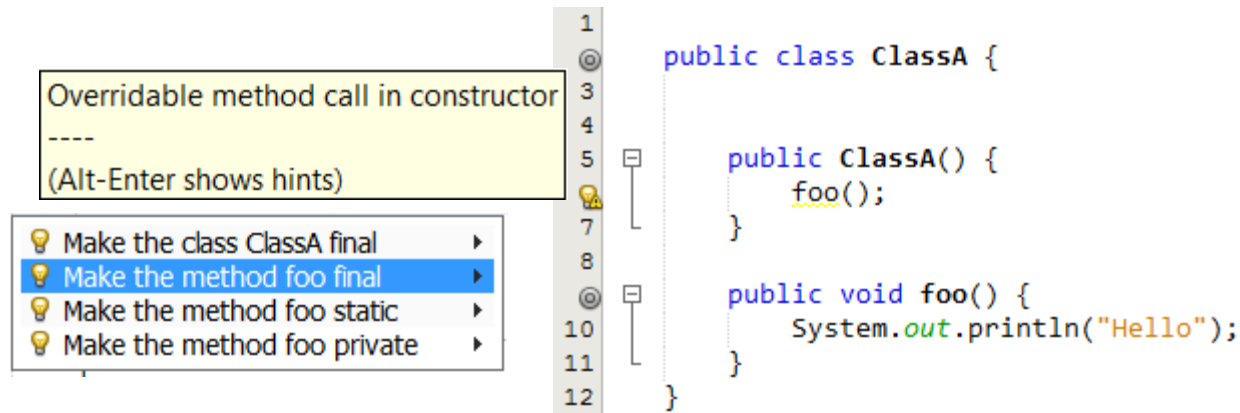 Overridable method call in constructor
----
(Alt-Enter shows hints)
Make the class ClassA final
Make the method foo final
Make the method foo static
Make the method foo private
1
public class ClassA {
3
4
5 public ClassA() {
foo();
7 }
8
public void foo() {
10 System.out.println("Hello");
11 }
12 }